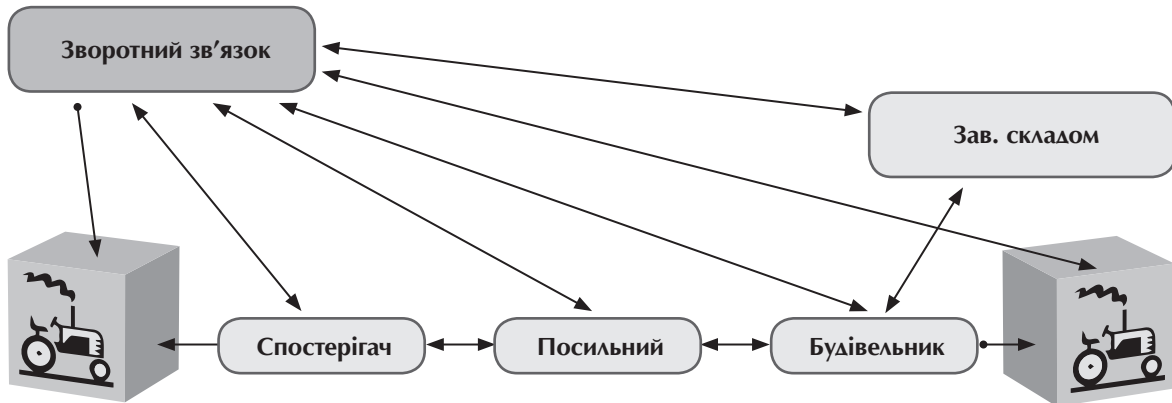 Зворотний зв’язок
Зав. складом
Спостерігач
Посильний
Будівельник